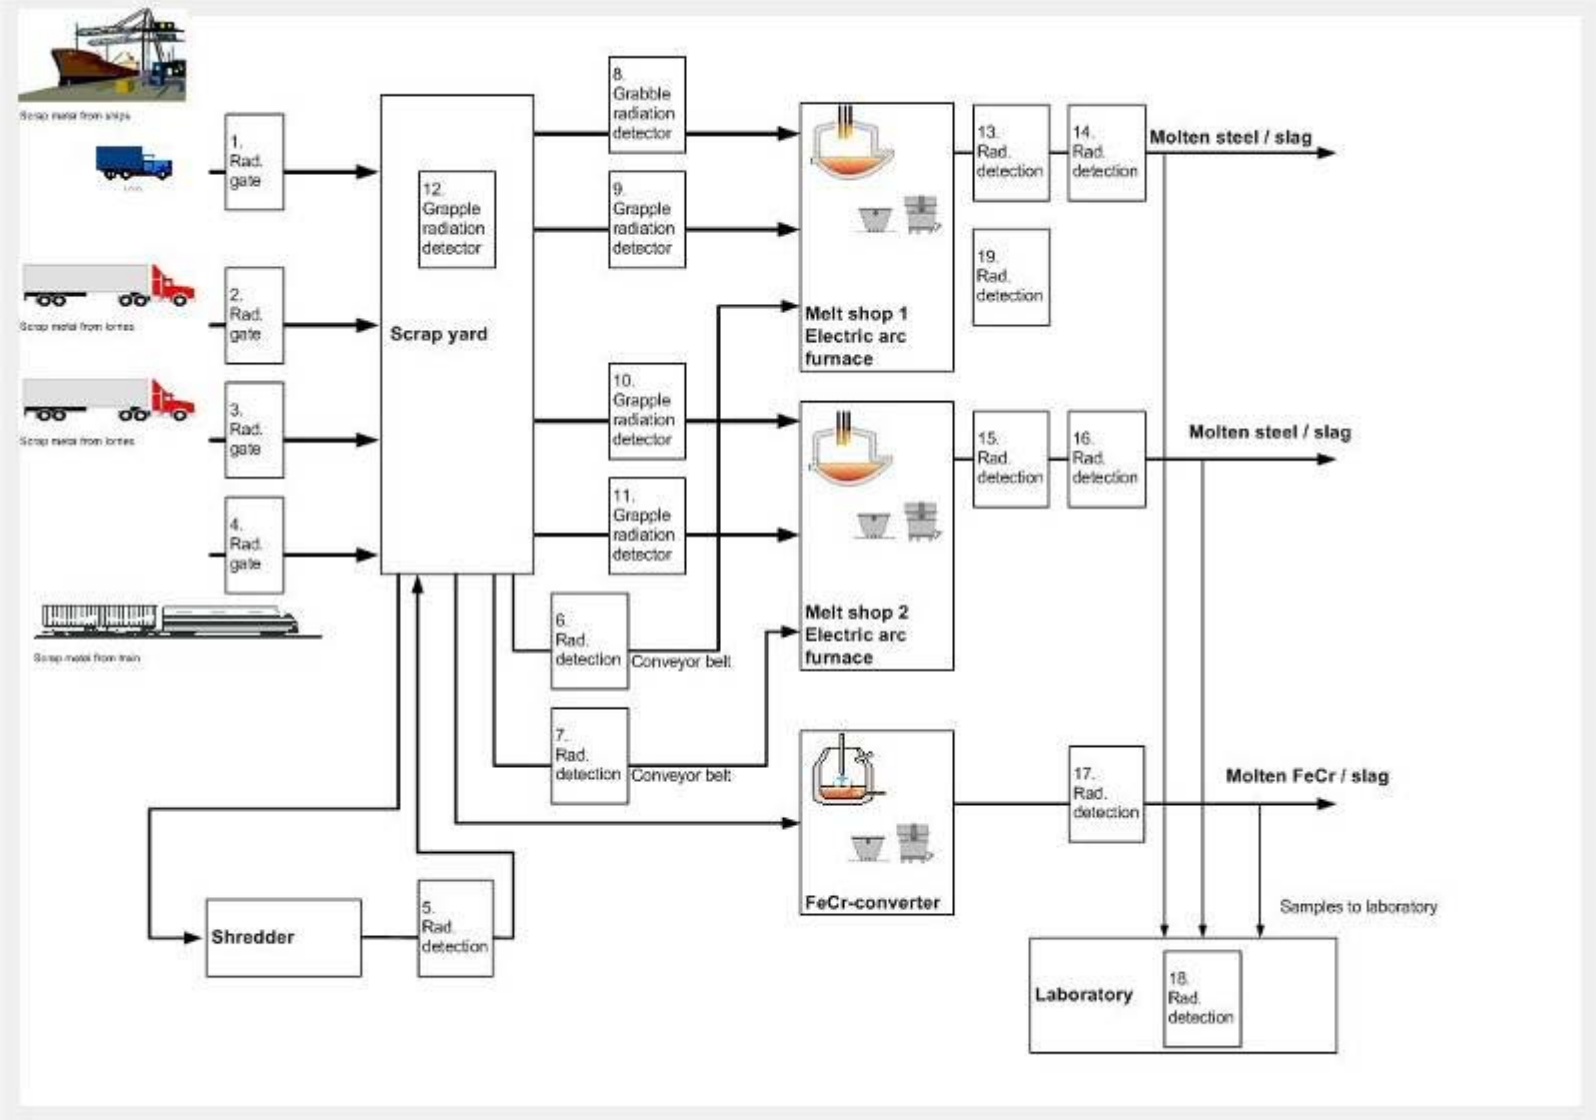 Scrap metal from ships
1.
Rad.
gate
Scrap metal from lorries
2.
Rad.
gate
Scrap metal from lorries
3.
Rad.
gate
4.
Rad.
gate
Scrap metal from train
12.
Grapple
radiation
detector
Scrap yard
8.
Grabble
radiation
detector
9.
Grapple
radiation
detector
10.
Grapple
radiation
detector
11.
Grapple
radiation
detector
6.
Rad.
detection
Conveyor belt
7.
Rad.
detection
Conveyor belt
Shredder
5.
Rad.
detection
Melt shop 1
Electric arc
furnace
13.
Rad.
detection
14.
Rad.
detection
Molten steel / slag
19.
Rad.
detection
Melt shop 2
Electric arc
furnace
15.
Rad.
detection
16.
Rad.
detection
Molten steel / slag
FeCr-converter
17.
Rad.
detection
Molten FeCr / slag
Samples to laboratory
Laboratory
18.
Rad.
detection